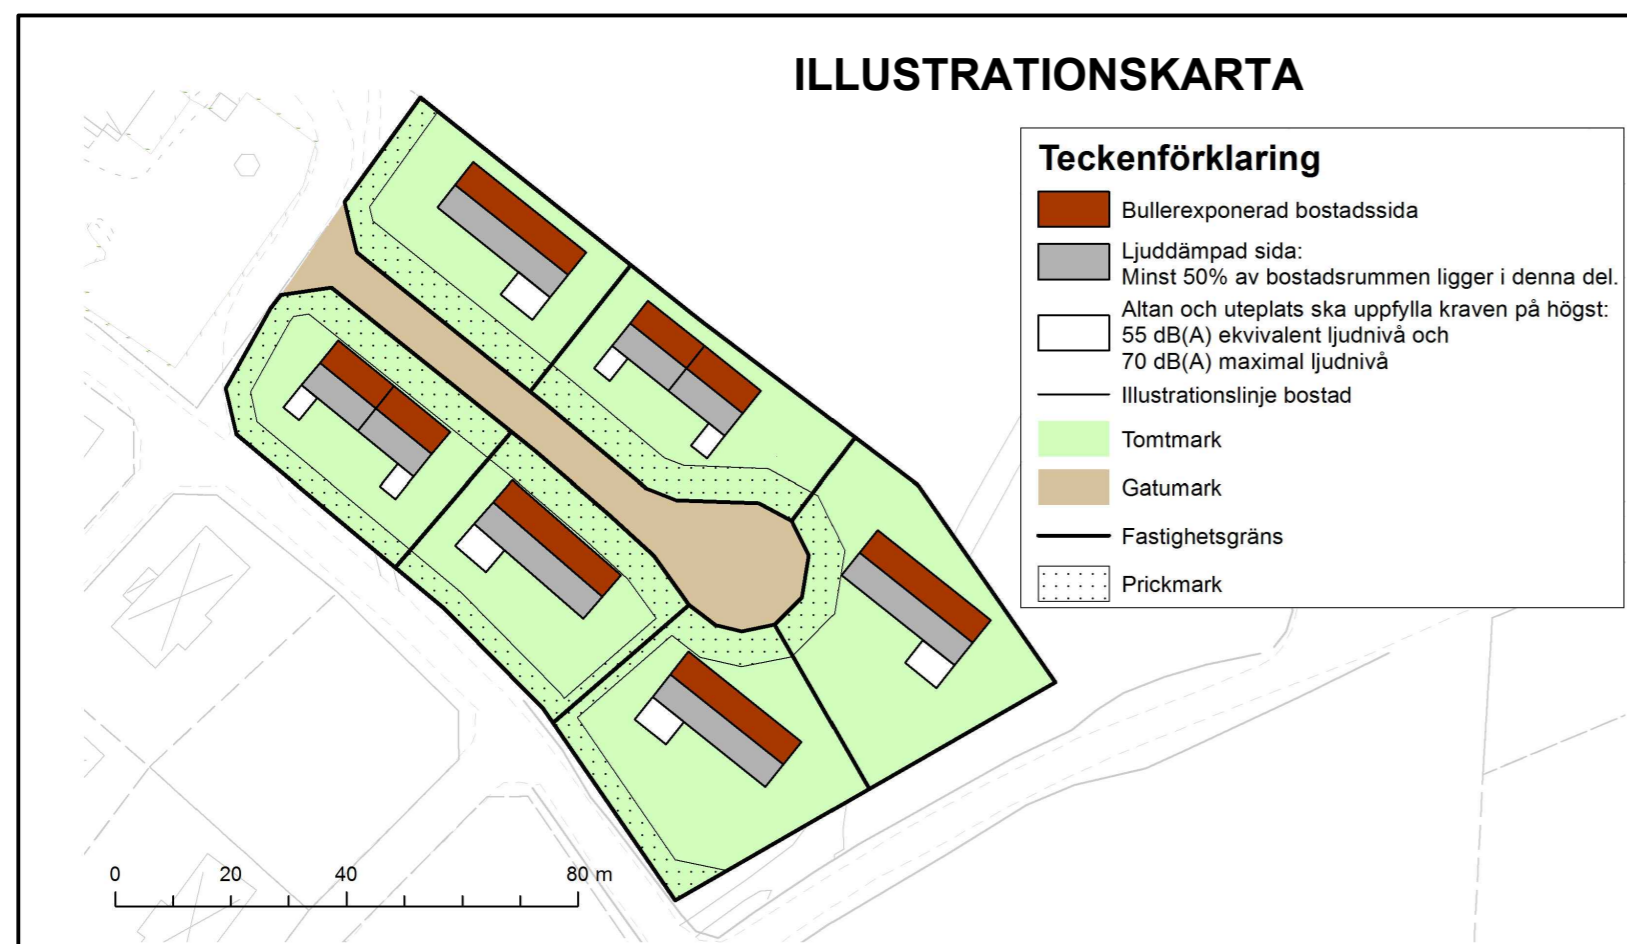 ILLUSTRATIONSKARTA
Teckenförklaring
Bullerexponerad bostadssida
Ljuddämpad sida:
Minst 50% av bostadsrummen ligger i denna del.
Altan och uteplats ska uppfylla kraven på högst:
55 dB(A) ekvivalent ljudnivå och
70 dB(A) maximal ljudnivå
Illustrationslinje bostad
Tomtmark
Gatumark
Fastighetsgräns
Prickmark
0 20 40 80 m